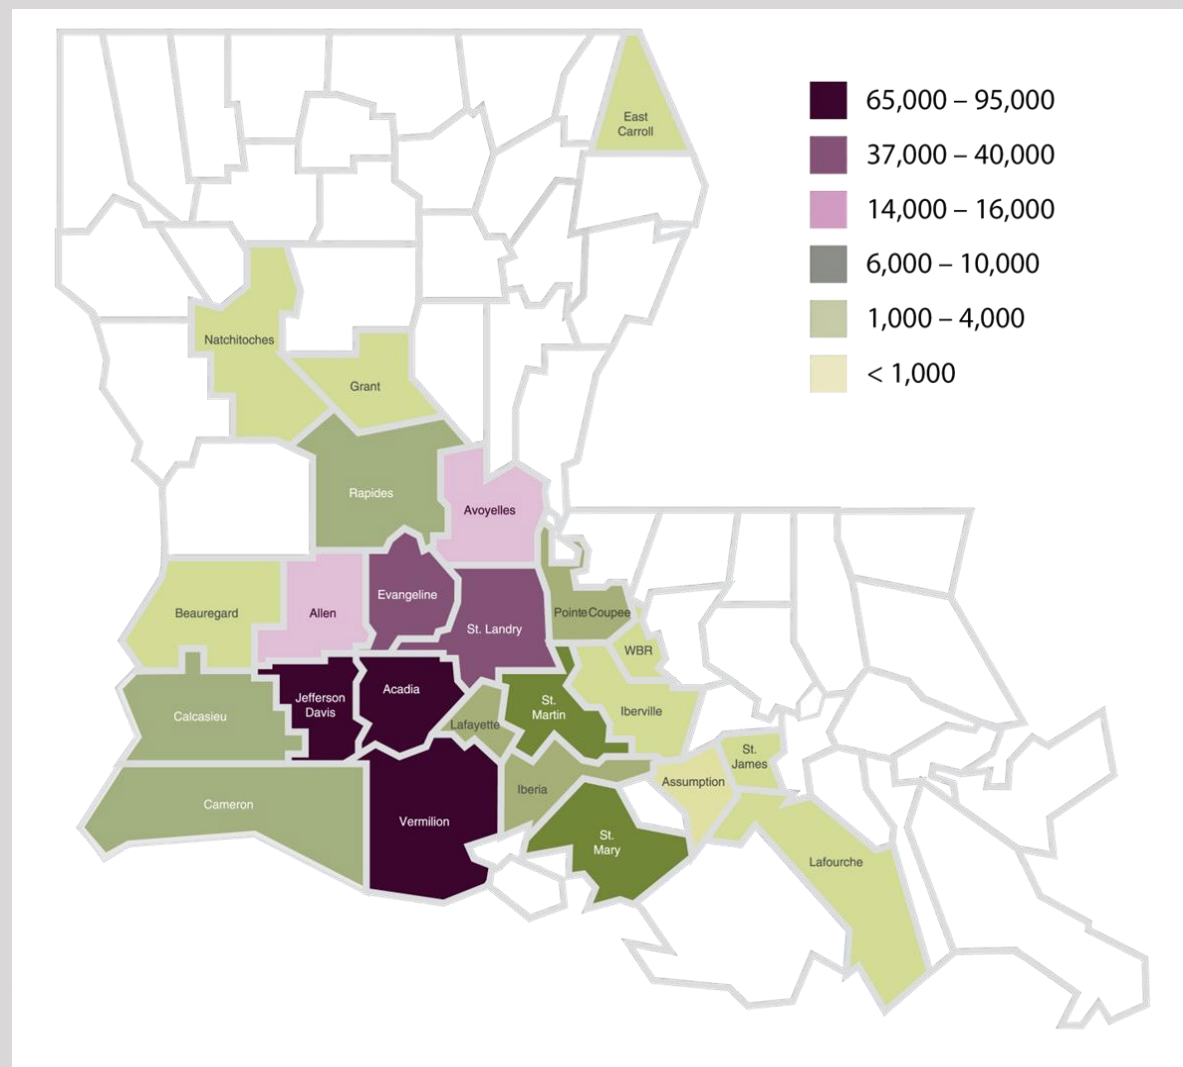 East
Carroll
65,000 – 95,000
37,000 – 40,000
14,000 – 16,000
6,000 – 10,000
1,000 – 4,000
< 1,000
Natchitoches
Grant
Rapides
Avoyelles
Beauregard
Allen
Evangeline
St. Landry
Pointe Coupee
WBR
Calcasieu
Jefferson
Davis
Acadia
Lafayette
St.
Martin
Iberville
St.
James
Assumption
Iberia
Cameron
Vermilion
St.
Mary
Lafourche